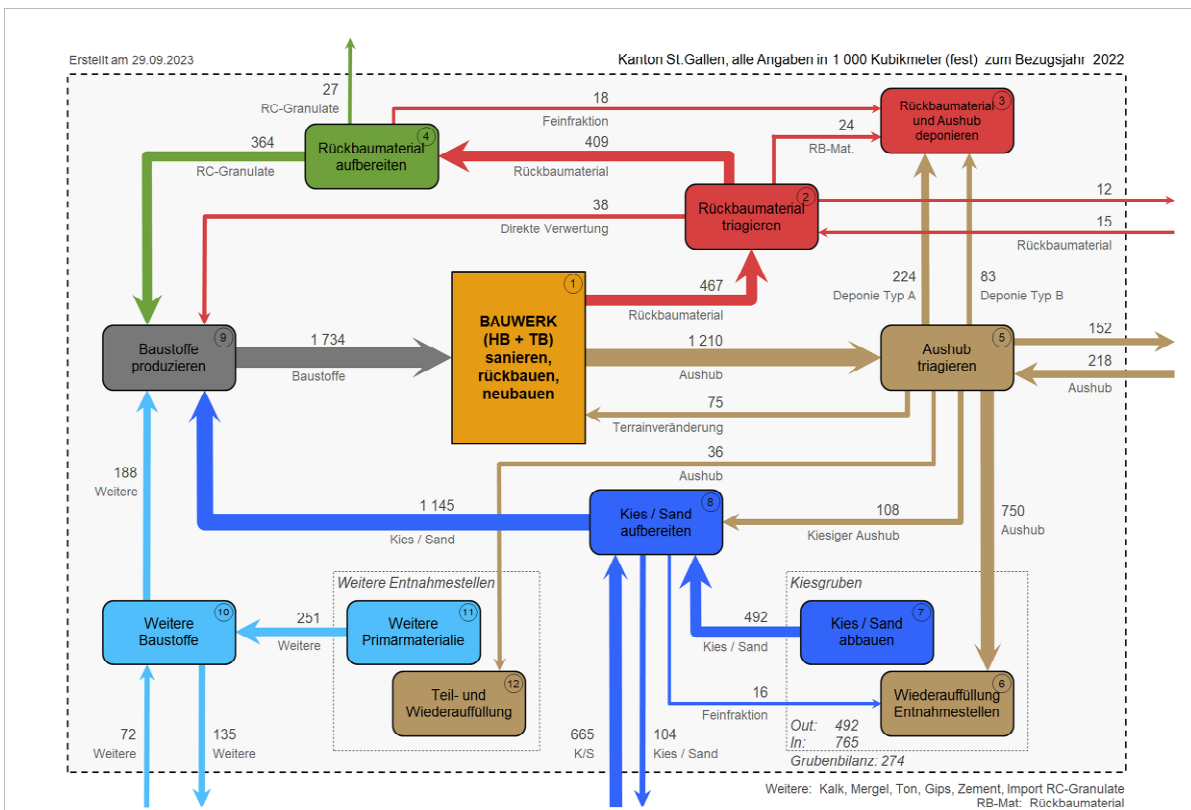 Erstellt am 29.09.2023
Kanton St.Gallen, alle Angaben in 1 000 Kubikmeter (fest) zum Bezugsjahr 2022
27
RC-Granulate
18
Feinfraktion
3
Rückbaumaterial
und Aushub
deponieren
24
RB-Mat.
4
Rückbaumaterial
aufbereiten
364
RC-Granulate
409
Rückbaumaterial
2
Rückbaumaterial
triagieren
12
15
Rückbaumaterial
38
Direkte Verwertung
1
BAUWERK
(HB + TB)
sanieren,
rückbauen,
neubauen
467
Rückbaumaterial
224
Deponie Typ A
83
Deponie Typ B
9
Baustoffe
produzieren
1 734
Baustoffe
1 210
Aushub
5
Aushub
triagieren
152
218
Aushub
75
Terrainveränderung
36
Aushub
188
Weitere
1 145
Kies / Sand
8
Kies / Sand
aufbereiten
108
Kiesiger Aushub
750
Aushub
Weitere Entnahmestellen
Kiesgruben
10
Weitere
Baustoffe
251
Weitere
11
Weitere
Primärmaterialie
492
Kies / Sand
7
Kies / Sand
abbauen
12
Teil- und
Wiederauffüllung
16
Feinfraktion
6
Wiederauffüllung
Entnahmestellen
72
Weitere
135
Weitere
665
K/S
104
Kies / Sand
Out: 492
In: 765
Grubenbilanz: 274
Weitere: Kalk, Mergel, Ton, Gips, Zement, Import RC-Granulate
RB-Mat: Rückbaumaterial